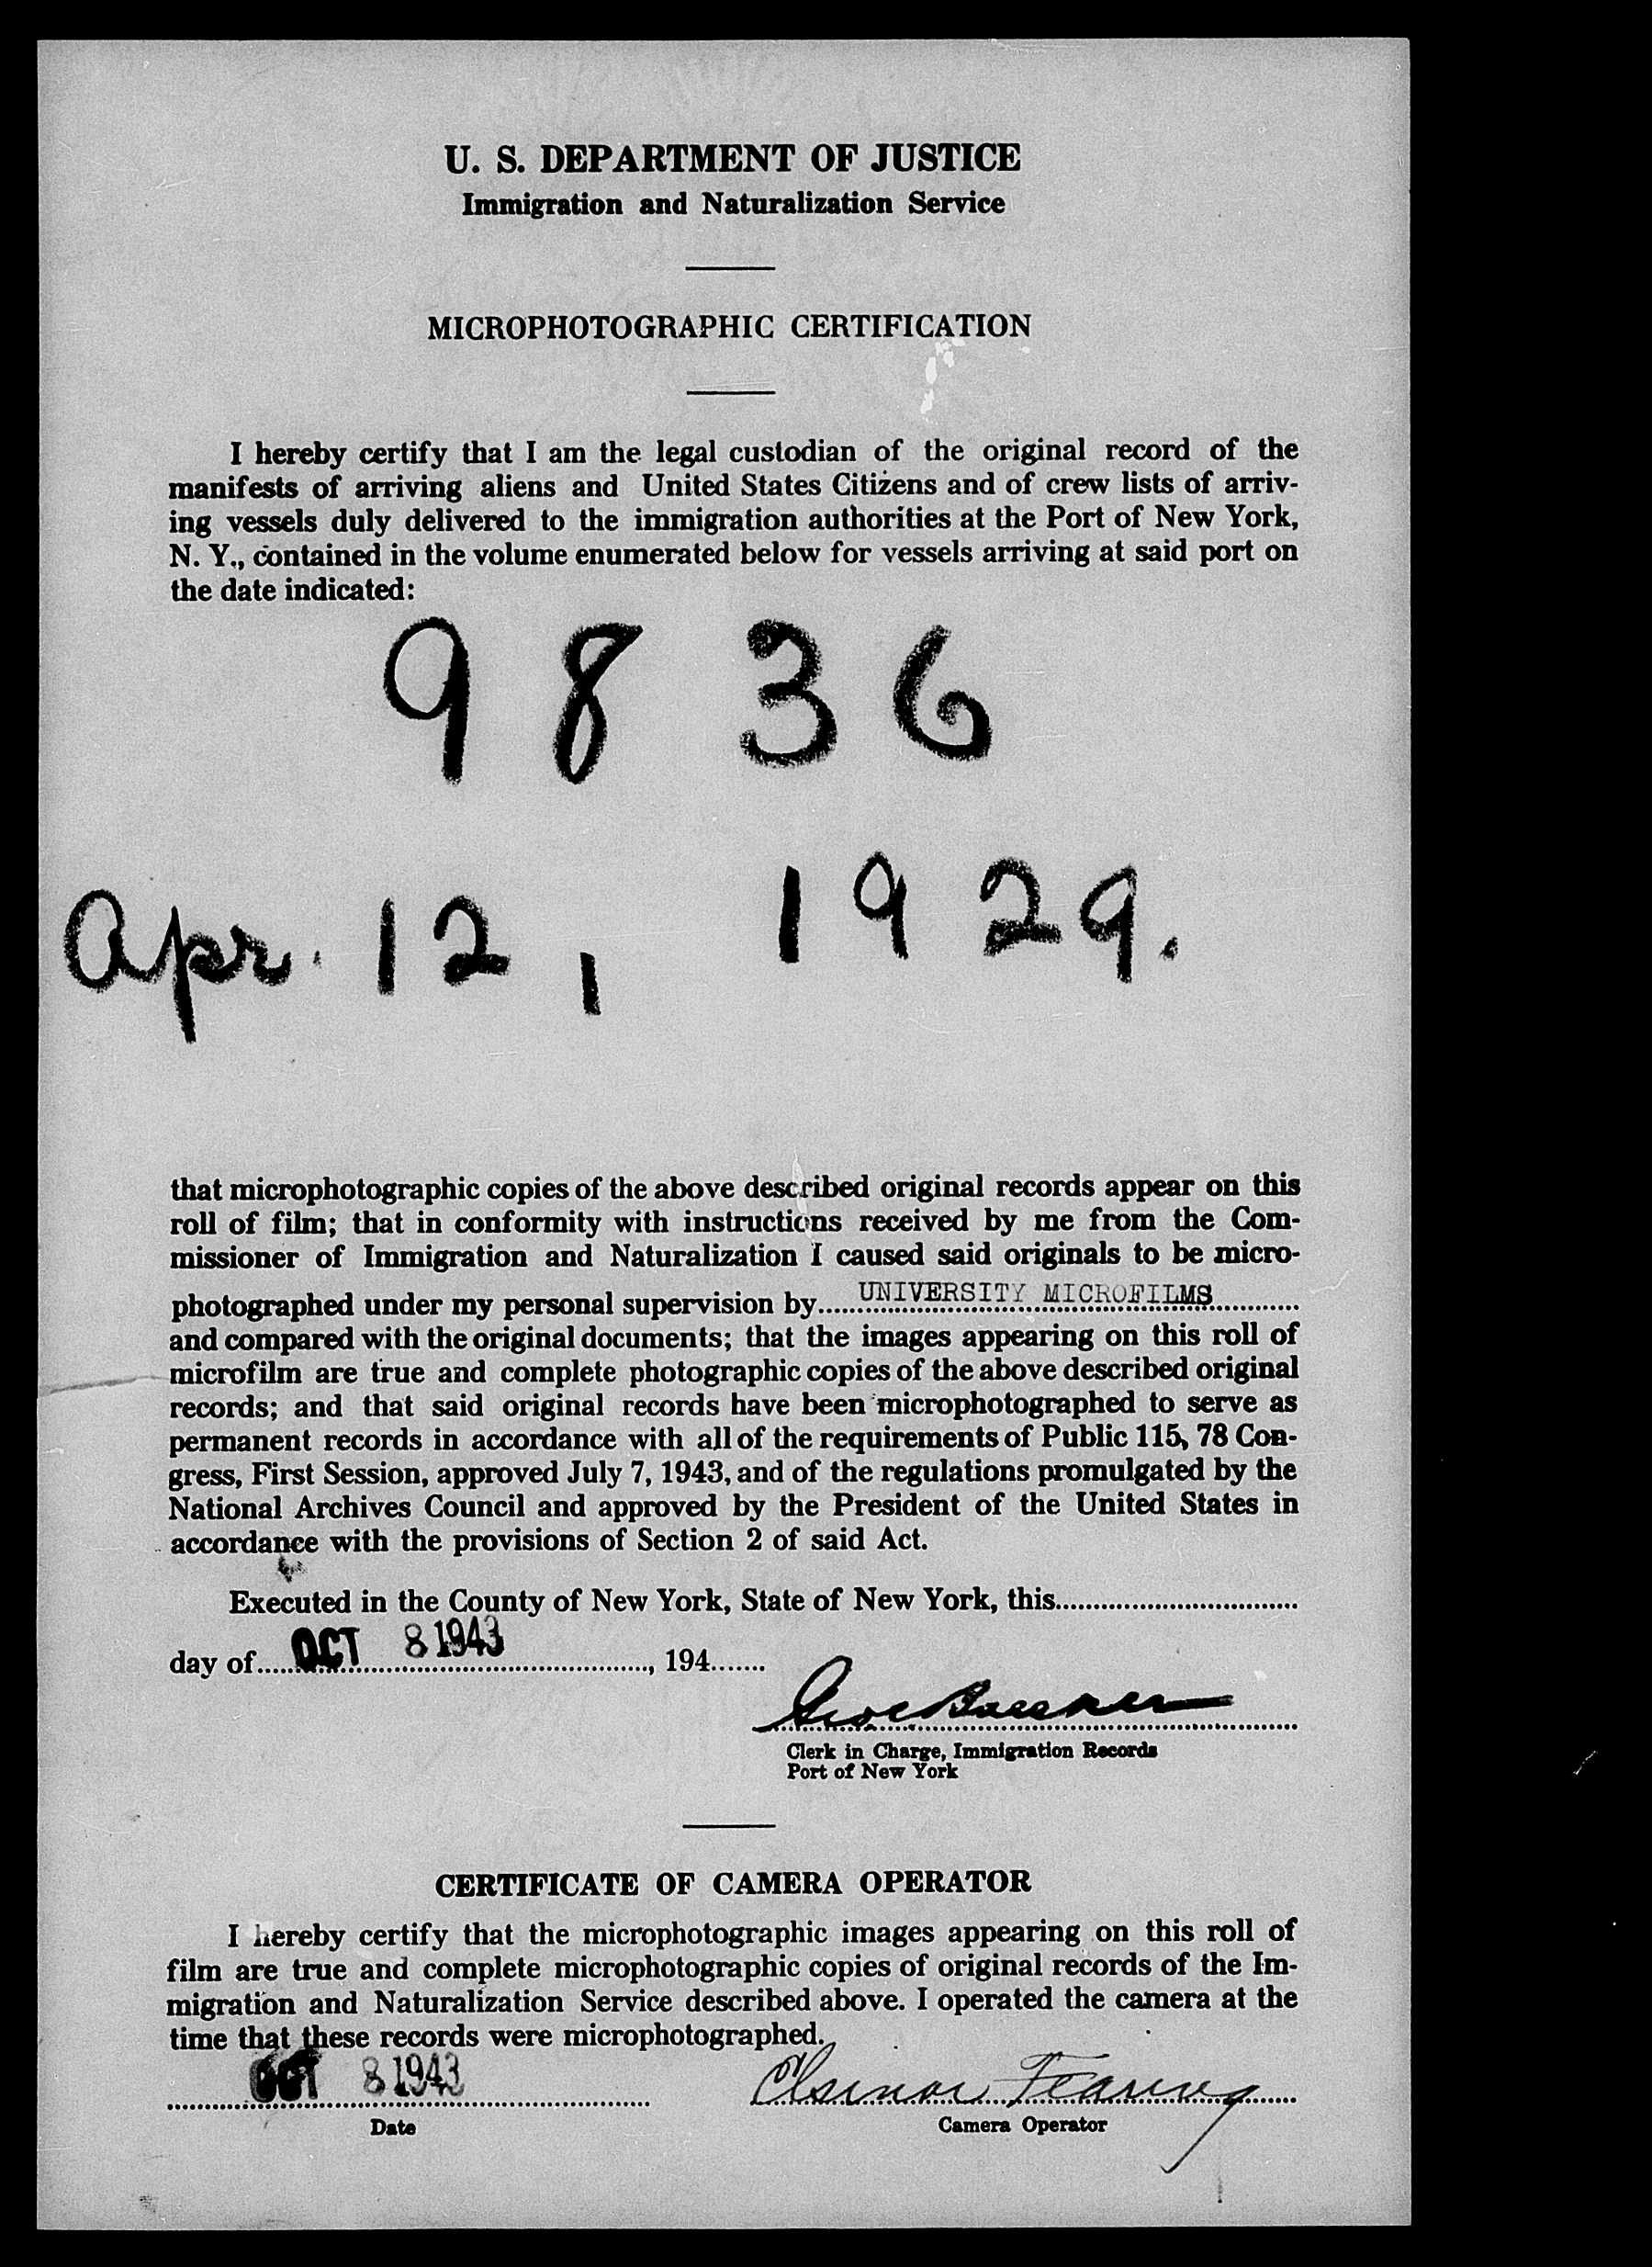 U. S. DEPARTMENT OF JUSTICE
Immigration and Naturalization Service
MICROPHOTOGRAPHIC CERTIFICATION
I hereby certify that I am the legal custodian of the original record of the
manifests of arriving aliens and United States Citizens and of crew lists of arriv-
ing vessels duly delivered to the immigration authorities at the Port of New York,
N. Y., contained in the volume enumerated below for vessels arriving at said port on
the date indicated:
9836
Apr. 12, 1929.
that microphotographic copies of the above described original records appear on this
roll of film; that in conformity with instructions received by me from the Com-
missioner of Immigration and Naturalization I caused said originals to be micro-
photographed under my personal supervision by UNIVERSITY MICROFILMS
and compared with the original documents; that the images appearing on this roll of
microfilm are true and complete photographic copies of the above described original
records; and that said original records have been microphotographed to serve as
permanent records in accordance with all of the requirements of Public 115, 78 Con-
gress, First Session, approved July 7, 1943, and of the regulations promulgated by the
National Archives Council and approved by the President of the United States in
accordance with the provisions of Section 2 of said Act.
Executed in the County of New York, State of New York, this
day of OCT 8 1943, 194
Clerk in Charge, Immigration Records
Port of New York
CERTIFICATE OF CAMERA OPERATOR
I hereby certify that the microphotographic images appearing on this roll of
film are true and complete microphotographic copies of original records of the Im-
migration and Naturalization Service described above. I operated the camera at the
time that these records were microphotographed.
OCT 8 1943
Date
Camera Operator